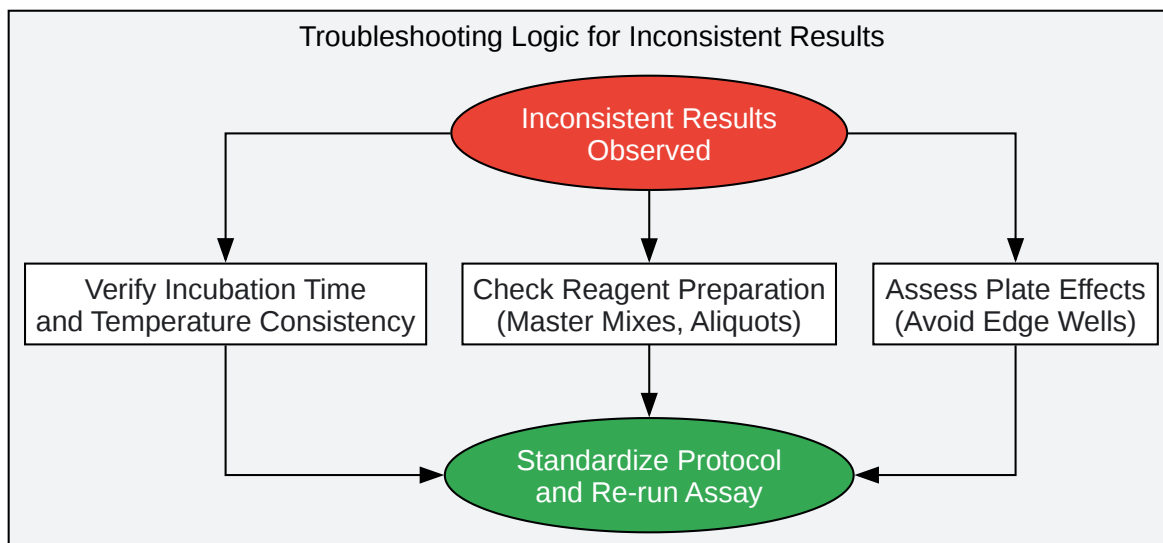 Troubleshooting Logic for Inconsistent Results
Inconsistent Results
Observed
Verify Incubation Time
and Temperature Consistency
Check Reagent Preparation
(Master Mixes, Aliquots)
Assess Plate Effects
(Avoid Edge Wells)
Standardize Protocol
and Re-run Assay